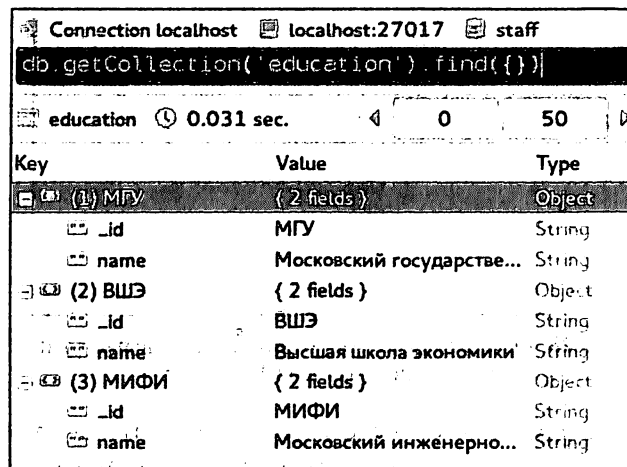 Connection localhost localhost:27017 staff
db.getCollection('education').find({})
education 0.031 sec. 0 50
Key Value Type
(1) МГУ { 2 fields } Object
_id МГУ String
name Московский государстве... String
(2) ВШЭ { 2 fields } Object
_id ВШЭ String
name Высшая школа экономики String
(3) МИФИ { 2 fields } Object
_id МИФИ String
name Московский инженерно... String